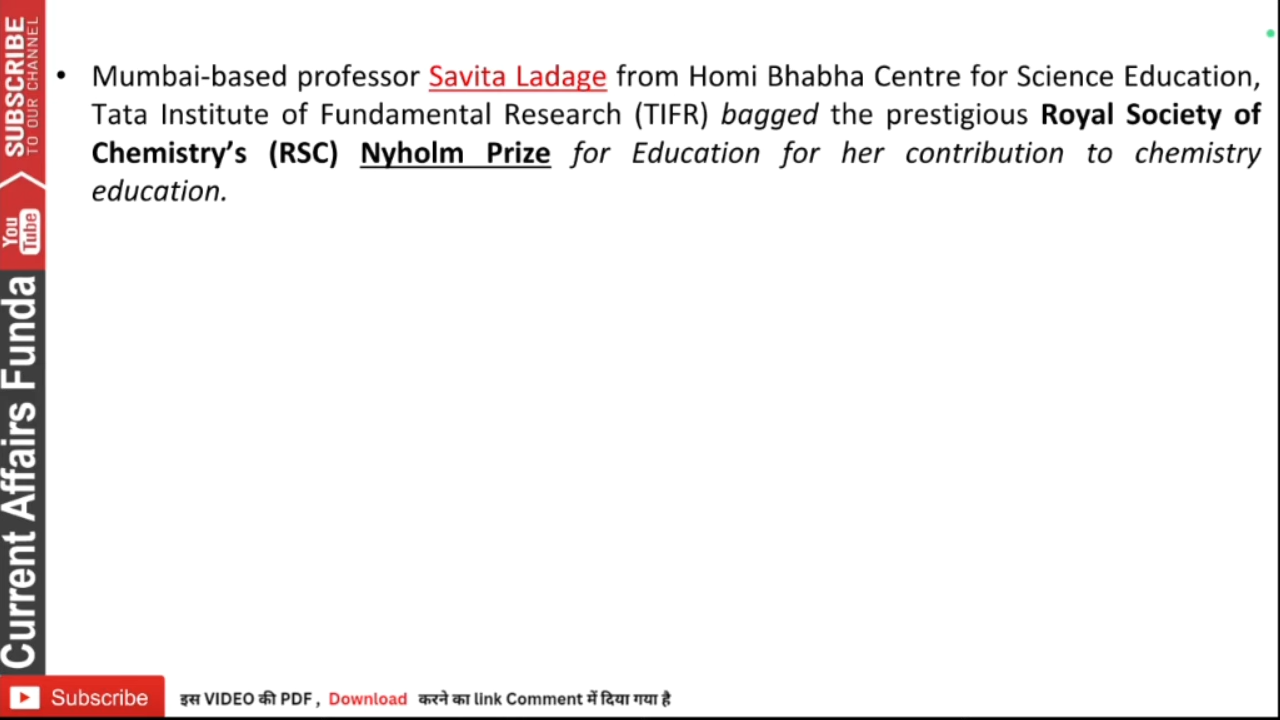 SUBSCRIBE
TO OUR CHANNEL
You
Tube
Current Affairs Funda
• Mumbai-based professor Savita Ladage from Homi Bhabha Centre for Science Education,
Tata Institute of Fundamental Research (TIFR) bagged the prestigious Royal Society of
Chemistry's (RSC) Nyholm Prize for Education for her contribution to chemistry
education.
Subscribe
इस VIDEO की PDF , Download करने का link Comment में दिया गया है